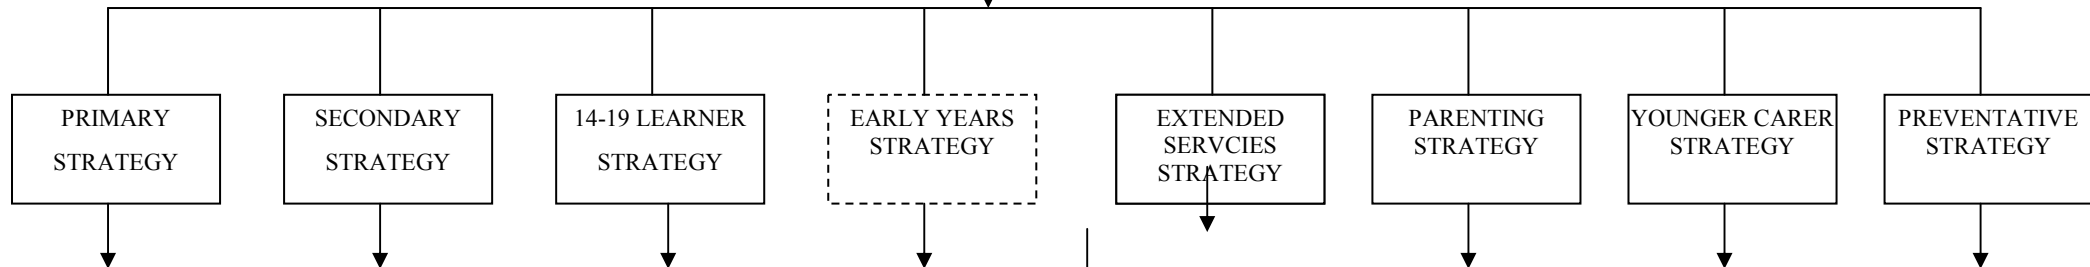 PRIMARY
STRATEGY
SECONDARY
STRATEGY
14-19 LEARNER
STRATEGY
EARLY YEARS
STRATEGY
EXTENDED
SERVCIES
STRATEGY
PARENTING
STRATEGY
YOUNGER CARER
STRATEGY
PREVENTATIVE
STRATEGY